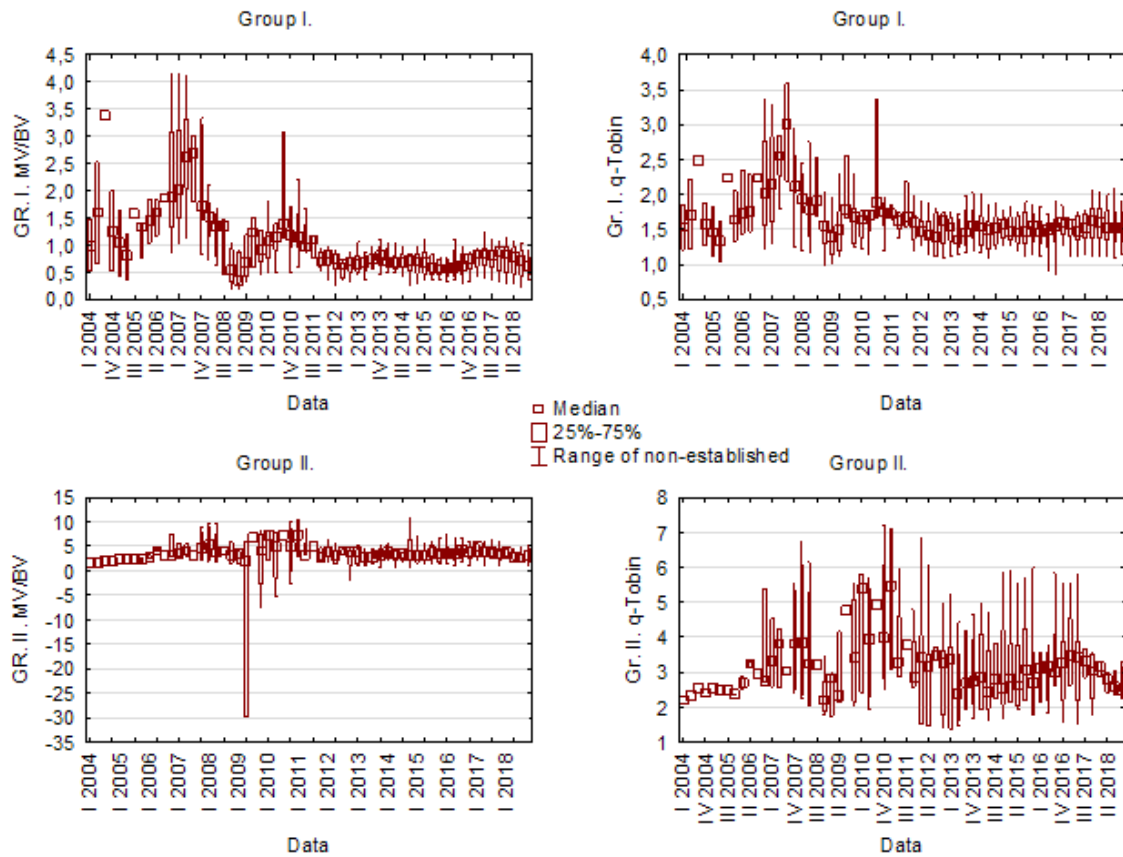 Group I.
GR. I. MV/BV
4,5
4,0
3,5
3,0
2,5
2,0
1,5
1,0
0,5
0,0
I 2004
IV 2004
III 2005
II 2006
I 2007
IV 2007
III 2008
II 2009
I 2010
IV 2010
III 2011
II 2012
I 2013
IV 2013
III 2014
II 2015
I 2016
IV 2016
III 2017
II 2018
Data
Group I.
Gr. I. q-Tobin
4,0
3,5
3,0
2,5
2,0
1,5
1,0
0,5
I 2004
I 2005
I 2006
I 2007
I 2008
I 2009
I 2010
I 2011
I 2012
I 2013
I 2014
I 2015
I 2016
I 2017
I 2018
Data
Median
25%-75%
Range of non-established
Group II.
GR. II. MV/BV
15
10
5
0
-5
-10
-15
-20
-25
-30
-35
I 2004
I 2005
I 2006
I 2007
I 2008
I 2009
I 2010
I 2011
I 2012
I 2013
I 2014
I 2015
I 2016
I 2017
I 2018
Data
Group II.
Gr. II. q-Tobin
8
7
6
5
4
3
2
1
I 2004
IV 2004
III 2005
II 2006
I 2007
IV 2007
III 2008
II 2009
I 2010
IV 2010
III 2011
II 2012
I 2013
IV 2013
III 2014
II 2015
I 2016
IV 2016
III 2017
II 2018
Data